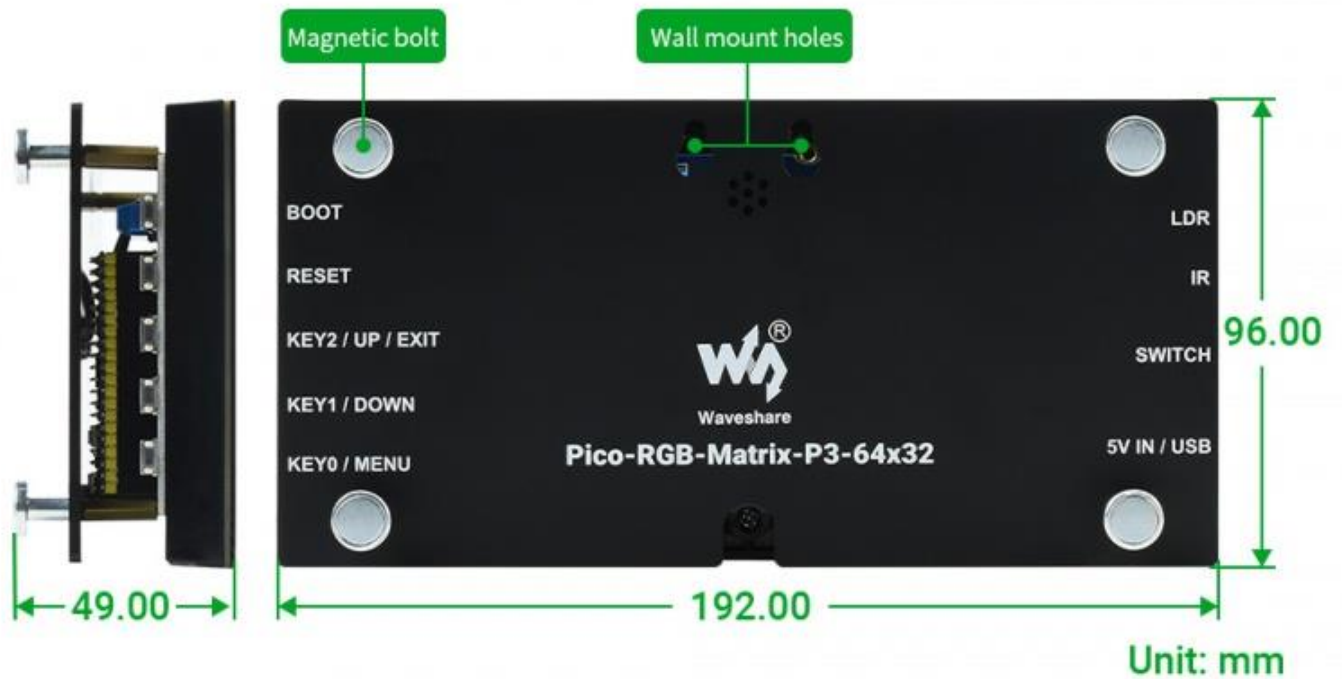 Magnetic bolt
Wall mount holes
BOOT
LDR
RESET
IR
KEY2 / UP / EXIT
96.00
®
SWITCH
KEY1 / DOWN
Waveshare
Pico-RGB-Matrix-P3-64x32
5V IN / USB
KEY0 / MENU
49.00
192.00
Unit: mm